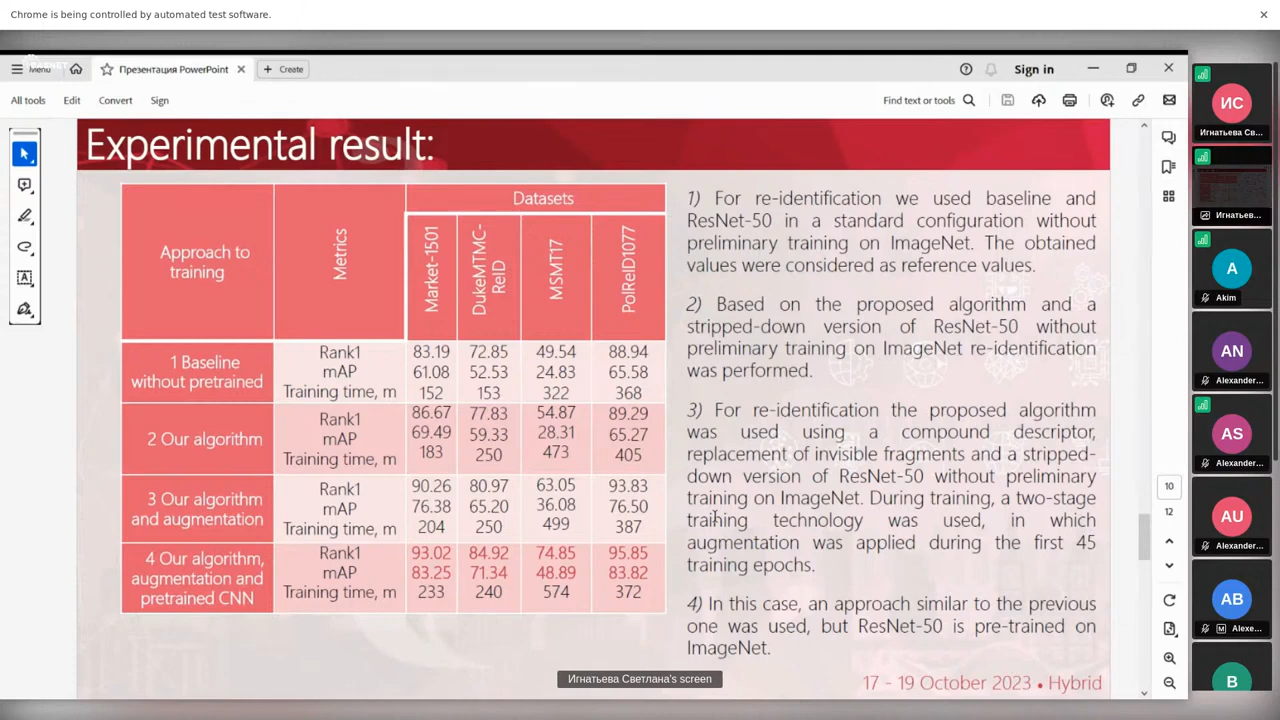 Chrome is being controlled by automated test software.
Menu
Презентация PowerPoint
Create
Sign in
All tools
Edit
Convert
Sign
Find text or tools
Experimental result:
Approach to training
Metrics
Datasets
Market-1501
DukeMTMC-ReID
MSMT17
PolReID1077
1 Baseline without pretrained
Rank1 83.19 72.85 49.54 88.94
mAP 61.08 52.53 24.83 65.58
Training time, m 152 153 322 368
2 Our algorithm
Rank1 86.67 77.83 54.87 89.29
mAP 69.49 59.33 28.31 65.27
Training time, m 183 250 473 405
3 Our algorithm and augmentation
Rank1 90.26 80.97 63.05 93.83
mAP 76.38 65.20 36.08 76.50
Training time, m 204 250 499 387
4 Our algorithm, augmentation and pretrained CNN
Rank1 93.02 84.92 74.85 95.85
mAP 83.25 71.34 48.89 83.82
Training time, m 233 240 574 372
1) For re-identification we used baseline and
ResNet-50 in a standard configuration without
preliminary training on ImageNet. The obtained
values were considered as reference values.
2) Based on the proposed algorithm and a
stripped-down version of ResNet-50 without
preliminary training on ImageNet re-identification
was performed.
3) For re-identification the proposed algorithm
was used using a compound descriptor,
replacement of invisible fragments and a stripped-
down version of ResNet-50 without preliminary
training on ImageNet. During training, a two-stage
training technology was used, in which
augmentation was applied during the first 45
training epochs.
4) In this case, an approach similar to the previous
one was used, but ResNet-50 is pre-trained on
ImageNet.
17 - 19 October 2023 • Hybrid
Игнатьева Светлана's screen
10
12
ИС
Игнатьева Св...
Игнатьев...
A
Akim
AN
Alexander...
AS
Alexander...
AU
Alexander...
AB
M
Alexe...
B